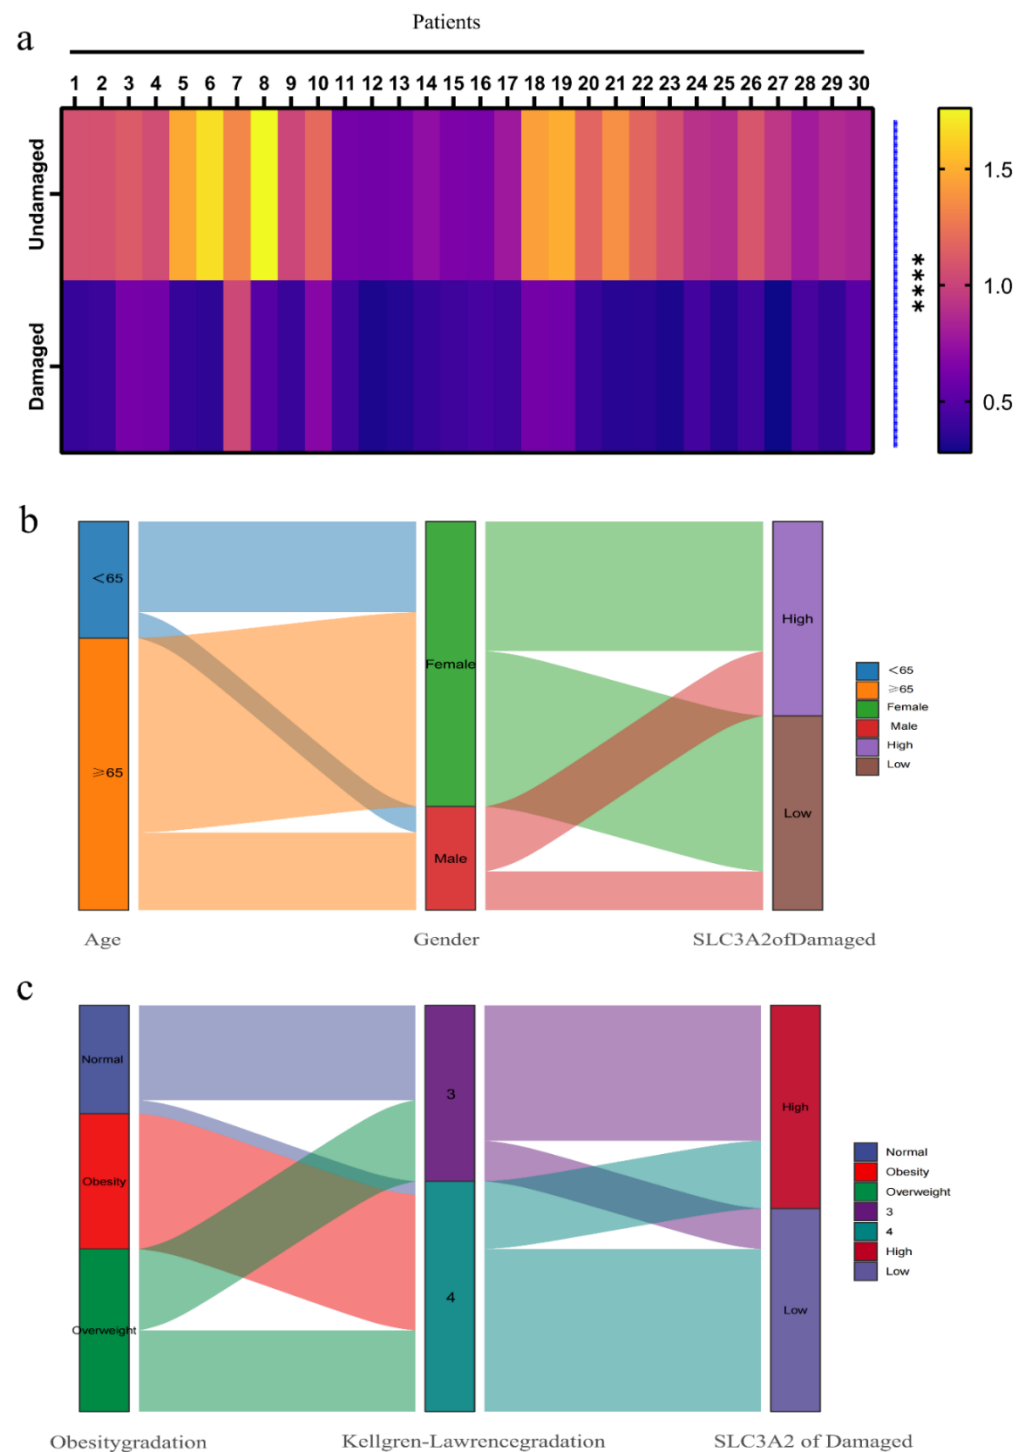 a
Patients
1 2 3 4 5 6 7 8 9 10 11 12 13 14 15 16 17 18 19 20 21 22 23 24 25 26 27 28 29 30
Undamaged
Damaged
****
1.5
1.0
0.5
b
<65
⩾65
Female
Male
High
Low
<65
⩾65
Female
Male
High
Low
Age
Gender
SLC3A2ofDamaged
c
Normal
Obesity
Overweight
3
4
High
Low
Normal
Obesity
Overweight
3
4
High
Low
Obesitygradation
Kellgren-Lawrencegradation
SLC3A2 of Damaged